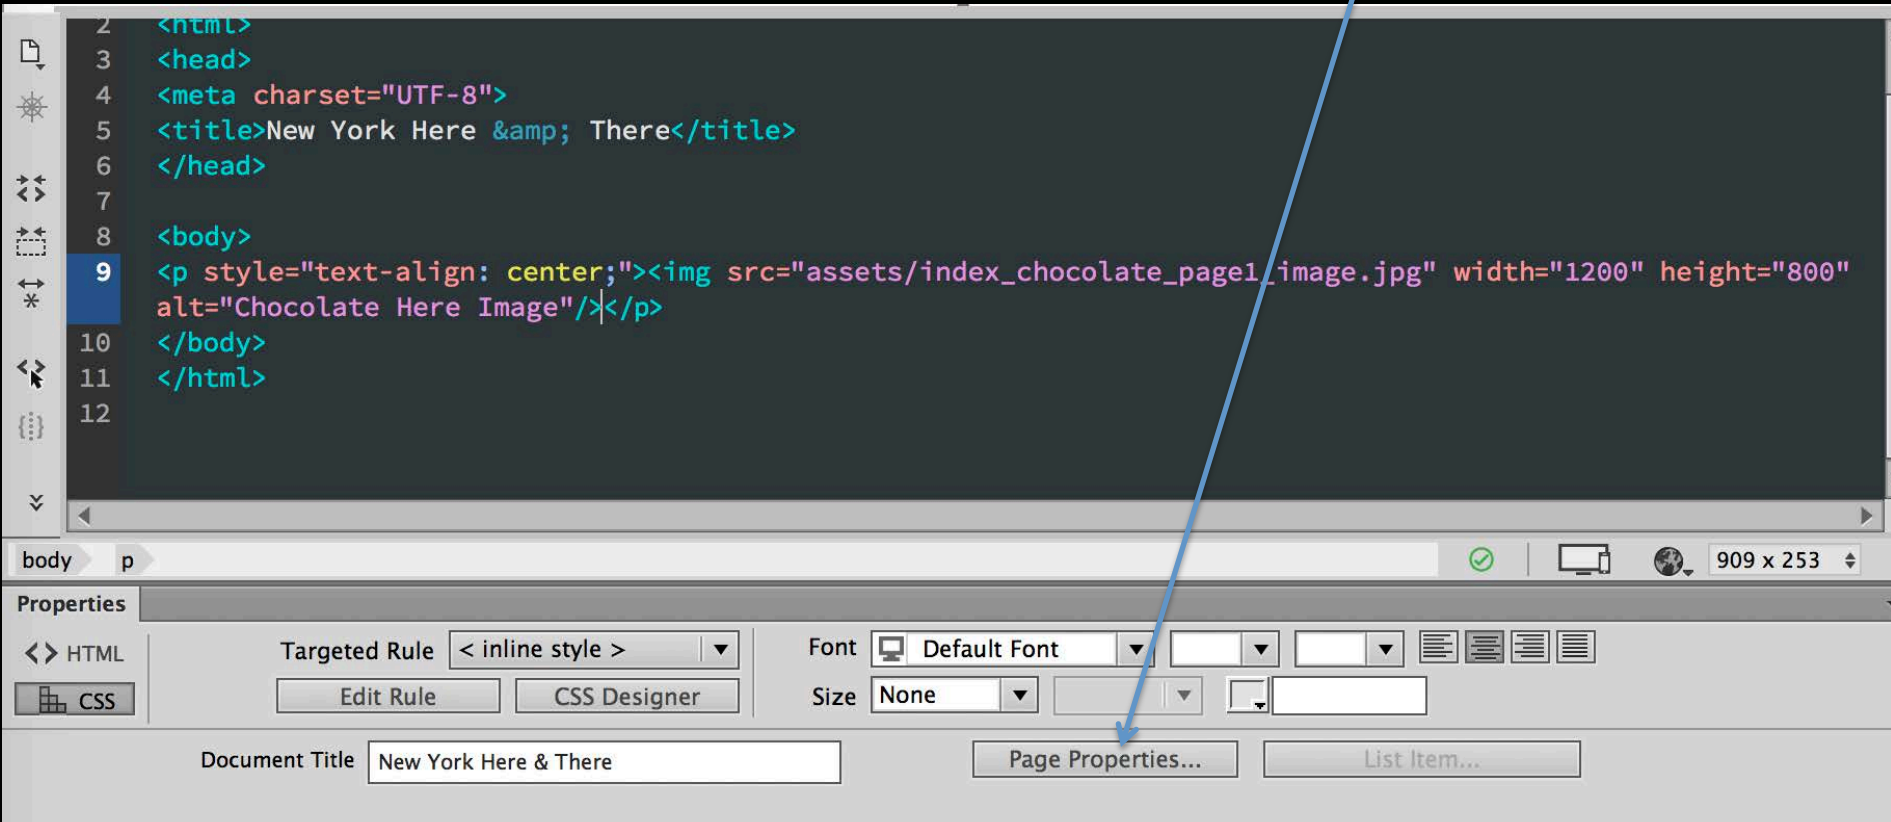 2 <html>
3 <head>
4 <meta charset="UTF-8">
5 <title>New York Here &amp; There</title>
6 </head>
7
8 <body>
9 <p style="text-align: center;"><img src="assets/index_chocolate_page1_image.jpg" width="1200" height="800"
alt="Chocolate Here Image"/></p>
10 </body>
11 </html>
12
body p 909 x 253
Properties
<> HTML Targeted Rule < inline style > Font Default Font
CSS Edit Rule CSS Designer Size None
Document Title New York Here & There Page Properties... List Item...